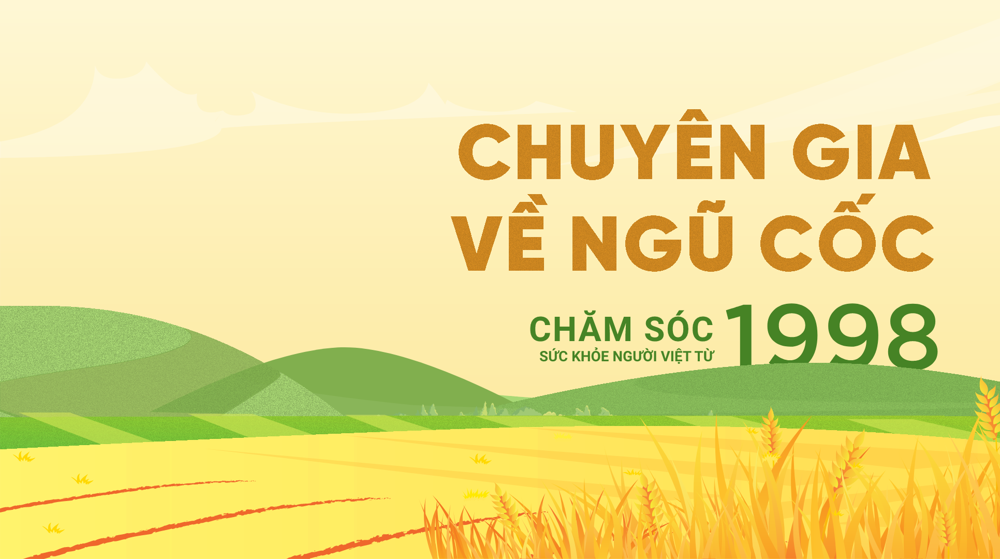 CHUYÊN GIA
VỀ NGŨ CỐC
CHĂM SÓC
SỨC KHỎE NGƯỜI VIỆT TỪ
1998